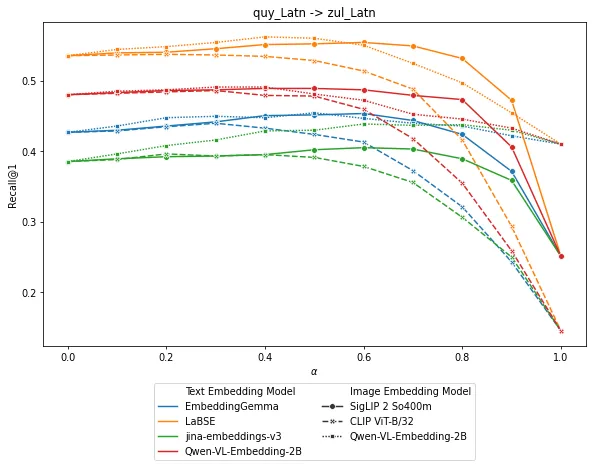 quy_Latn -> zul_Latn
Recall@1
0.5
0.4
0.3
0.2
0.0
0.2
0.4
0.6
0.8
1.0
α
Text Embedding Model
EmbeddingGemma
LaBSE
jina-embeddings-v3
Qwen-VL-Embedding-2B
Image Embedding Model
SigLIP 2 So400m
CLIP ViT-B/32
Qwen-VL-Embedding-2B